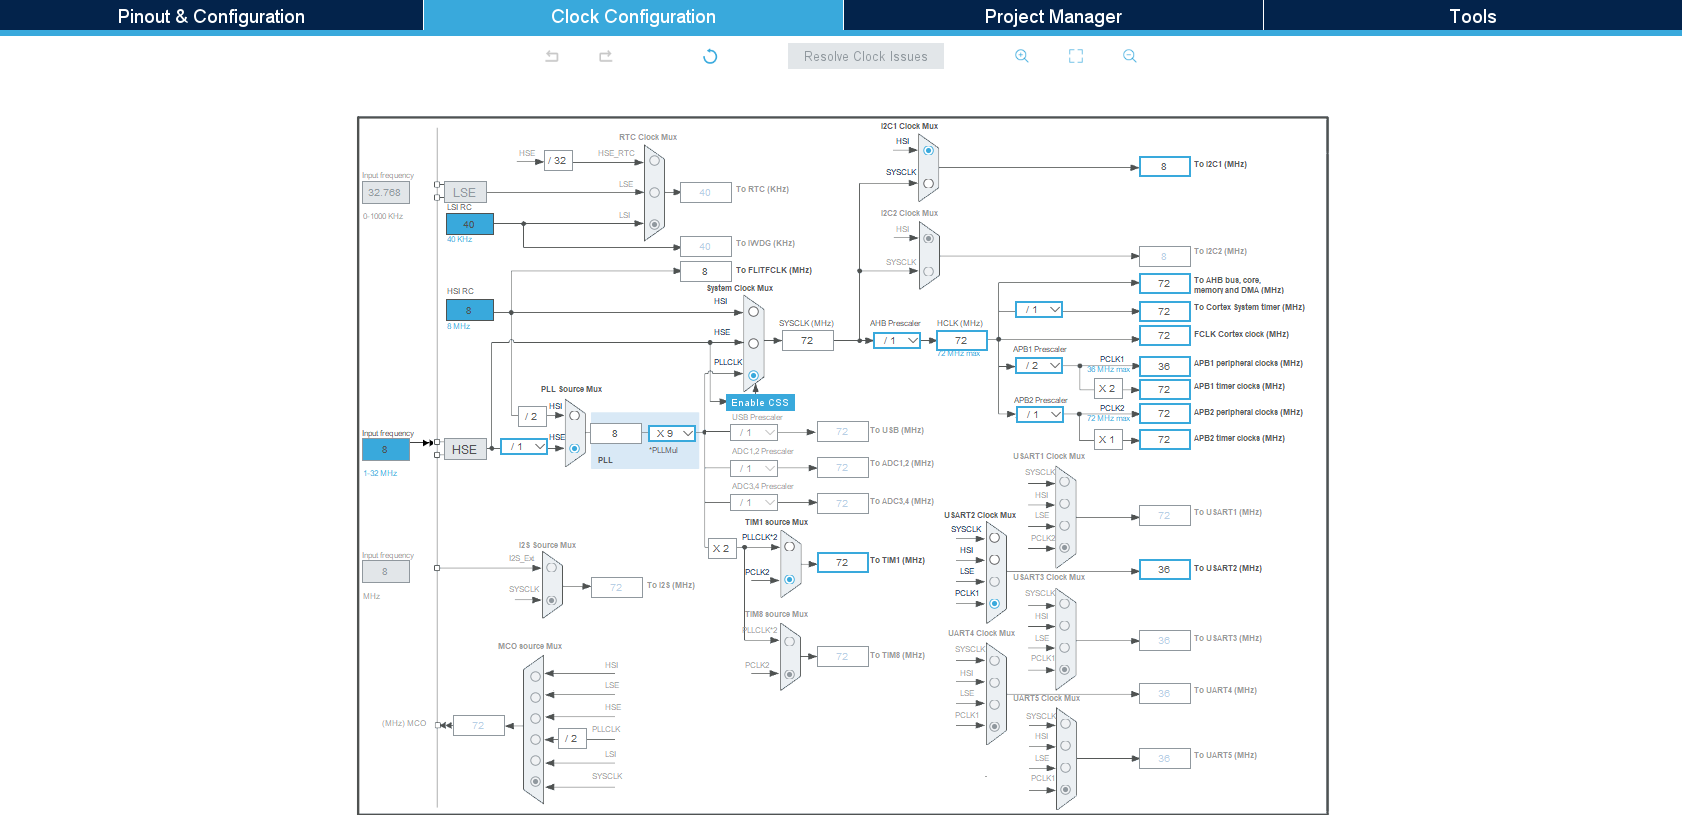 Pinout & Configuration
Clock Configuration
Project Manager
Tools
Resolve Clock Issues
RTC Clock Mux
HSE
/ 32
HSE_RTC
Input frequency
32.768
0-1000 KHz
LSE
LSE
40
To RTC (KHz)
LSI RC
40
40 KHz
LSI
40
To IWDG (KHz)
8
To FLITFCLK (MHz)
HSI RC
8
8 MHz
System Clock Mux
HSI
HSE
PLLCLK
SYSCLK (MHz)
72
Enable CSS
AHB Prescaler
/ 1
HCLK (MHz)
72
72 MHz max
I2C1 Clock Mux
HSI
SYSCLK
8
To I2C1 (MHz)
I2C2 Clock Mux
HSI
SYSCLK
8
To I2C2 (MHz)
72
To AHB bus, core,
memory and DMA (MHz)
/ 1
72
To Cortex System timer (MHz)
72
FCLK Cortex clock (MHz)
APB1 Prescaler
/ 2
PCLK1
36 MHz max
36
APB1 peripheral clocks (MHz)
X 2
72
APB1 timer clocks (MHz)
APB2 Prescaler
/ 1
PCLK2
72 MHz max
72
APB2 peripheral clocks (MHz)
X 1
72
APB2 timer clocks (MHz)
PLL Source Mux
/ 2
HSI
Input frequency
8
1-32 MHz
HSE
/ 1
HSE
8
X 9
*PLLMul
PLL
USB Prescaler
/ 1
72
To USB (MHz)
ADC1,2 Prescaler
/ 1
72
To ADC1,2 (MHz)
ADC3,4 Prescaler
/ 1
72
To ADC3,4 (MHz)
TIM1 source Mux
X 2
PLLCLK*2
PCLK2
72
To TIM1 (MHz)
TIM8 source Mux
PLLCLK*2
PCLK2
72
To TIM8 (MHz)
Input frequency
8
MHz
I2S Source Mux
I2S_Ext
SYSCLK
72
To I2S (MHz)
MCO source Mux
HSI
LSE
HSE
PLLCLK
/ 2
LSI
SYSCLK
(MHz) MCO
72
USART1 Clock Mux
SYSCLK
HSI
LSE
PCLK2
72
To USART1 (MHz)
USART2 Clock Mux
SYSCLK
HSI
LSE
PCLK1
36
To USART2 (MHz)
USART3 Clock Mux
SYSCLK
HSI
LSE
PCLK1
36
To USART3 (MHz)
UART4 Clock Mux
SYSCLK
HSI
LSE
PCLK1
36
To UART4 (MHz)
UART5 Clock Mux
SYSCLK
HSI
LSE
PCLK1
36
To UART5 (MHz)